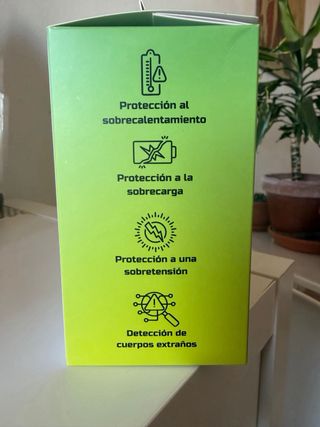 Protección al
sobrecalentamiento
Protección a la
sobrecarga
Protección a una
sobretensión
Detección de
cuerpos extraños